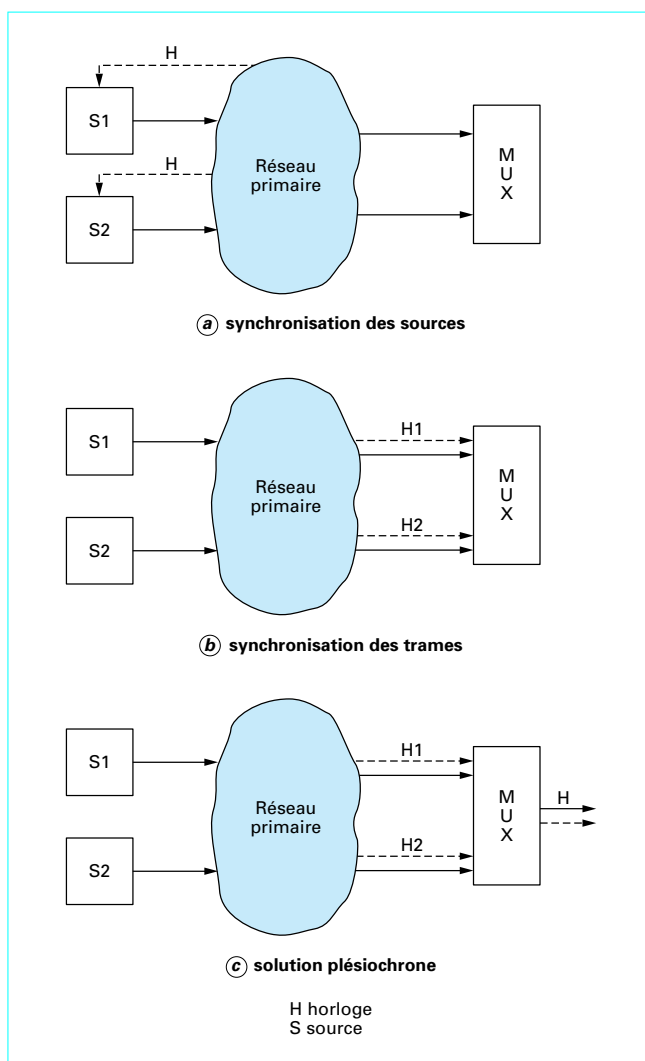 H
S1
H
S2
Réseau
primaire
M
U
X
a synchronisation des sources
S1
S2
Réseau
primaire
H1
H2
M
U
X
b synchronisation des trames
S1
S2
Réseau
primaire
H1
H2
M
U
X
H
c solution plésiochrone
H horloge
S source